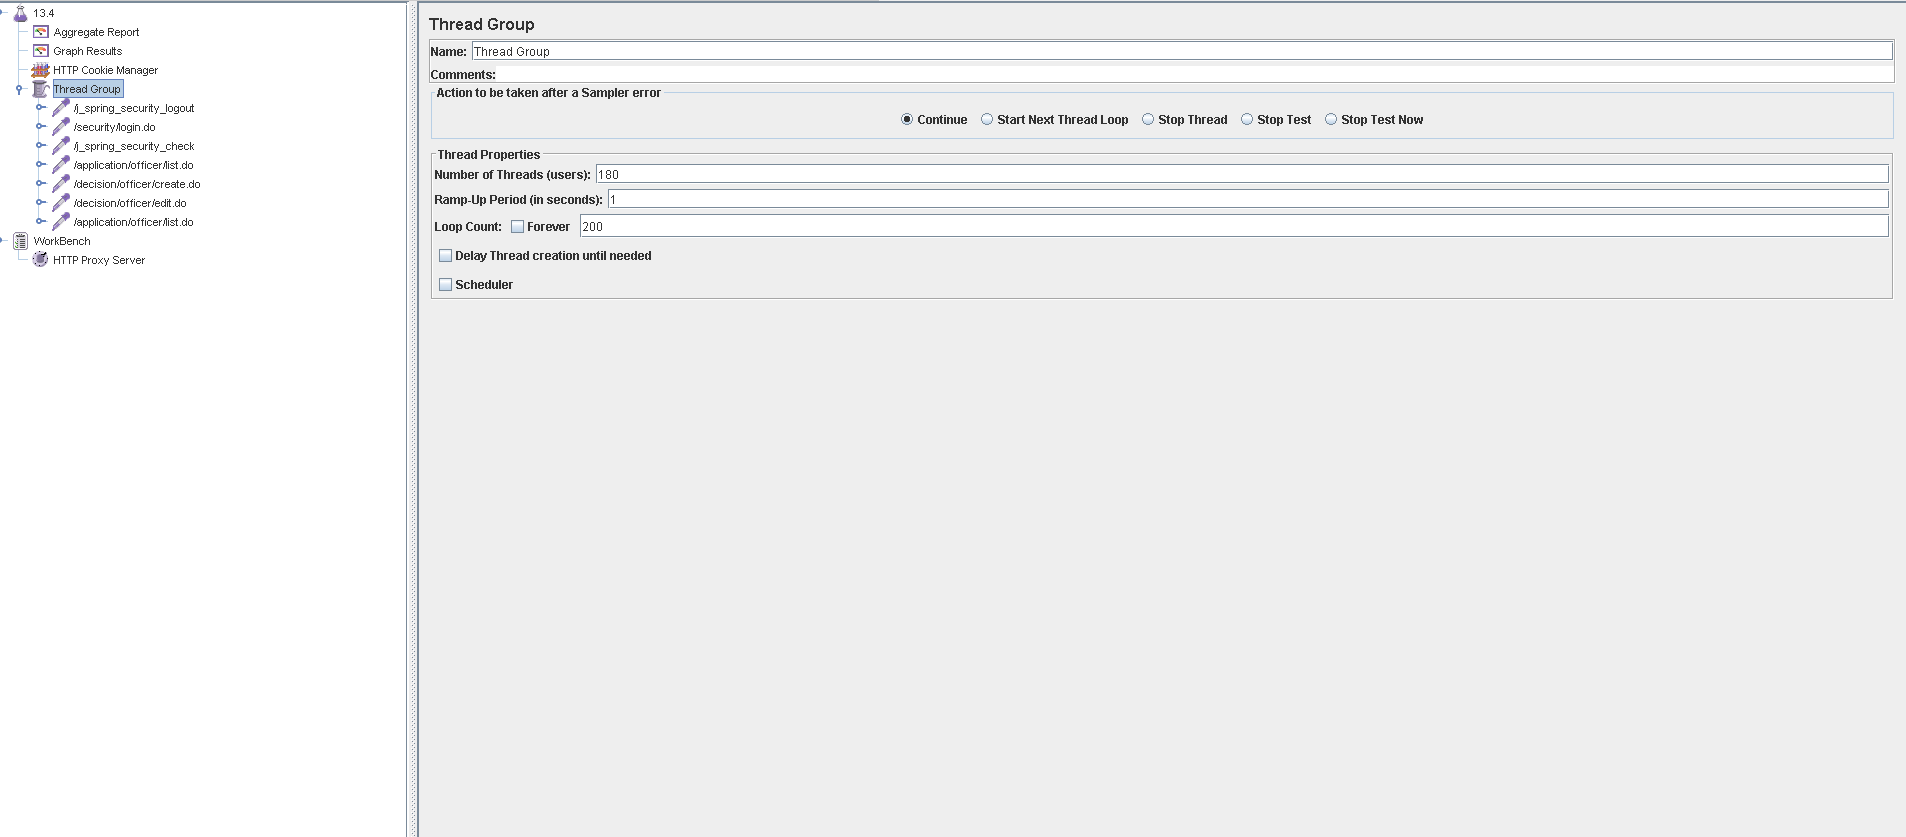 13.4
Aggregate Report
Graph Results
HTTP Cookie Manager
Thread Group
/j_spring_security_logout
/security/login.do
/j_spring_security_check
/application/officer/list.do
/decision/officer/create.do
/decision/officer/edit.do
/application/officer/list.do
WorkBench
HTTP Proxy Server
Thread Group
Name: Thread Group
Comments:
Action to be taken after a Sampler error
Continue Start Next Thread Loop Stop Thread Stop Test Stop Test Now
Thread Properties
Number of Threads (users): 180
Ramp-Up Period (in seconds): 1
Loop Count: Forever 200
Delay Thread creation until needed
Scheduler